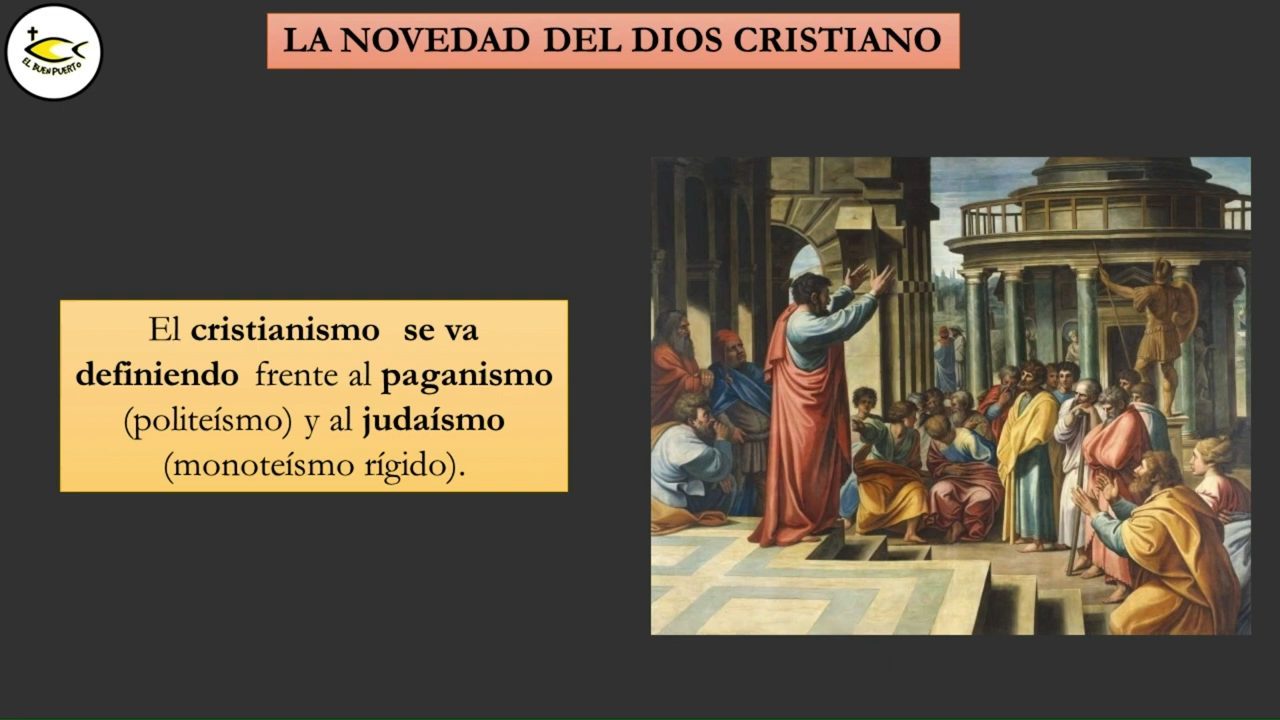 EL BUEN PUERTO
LA NOVEDAD DEL DIOS CRISTIANO
El cristianismo se va
definiendo frente al paganismo
(politeísmo) y al judaísmo
(monoteísmo rígido).